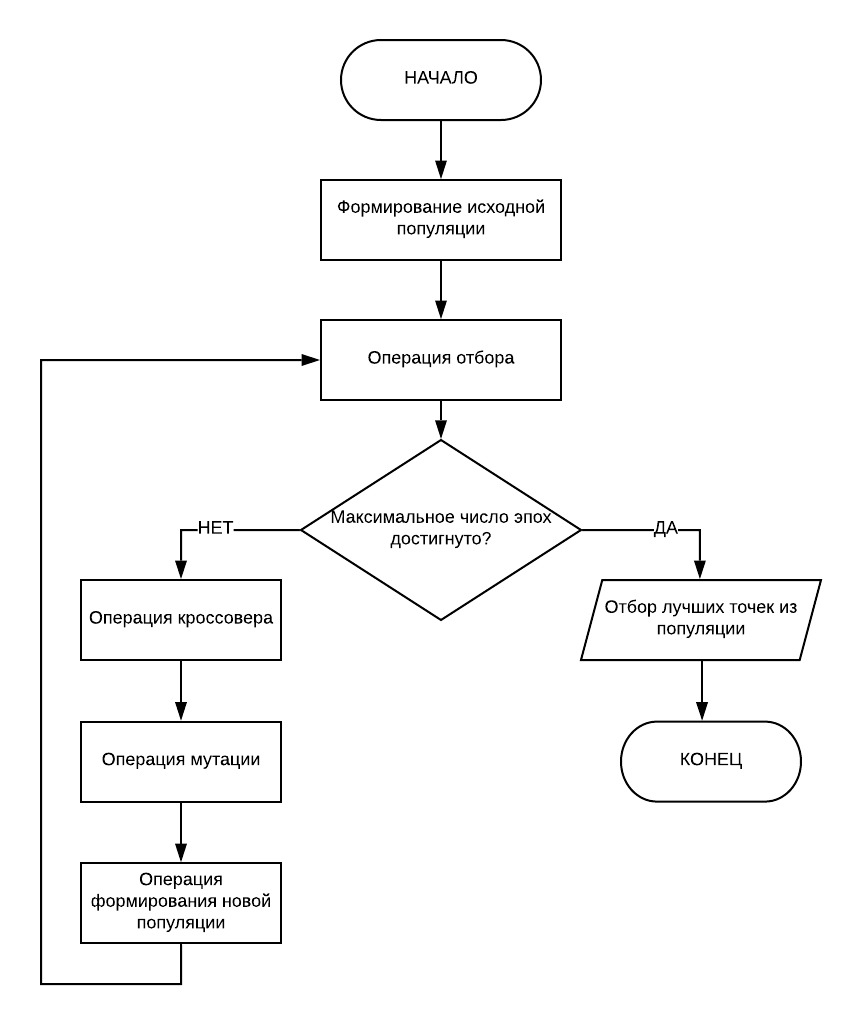 НАЧАЛО
Формирование исходной
популяции
Операция отбора
Максимальное число эпох
достигнуто?
НЕТ
ДА
Операция кроссовера
Отбор лучших точек из
популяции
Операция мутации
КОНЕЦ
Операция
формирования новой
популяции